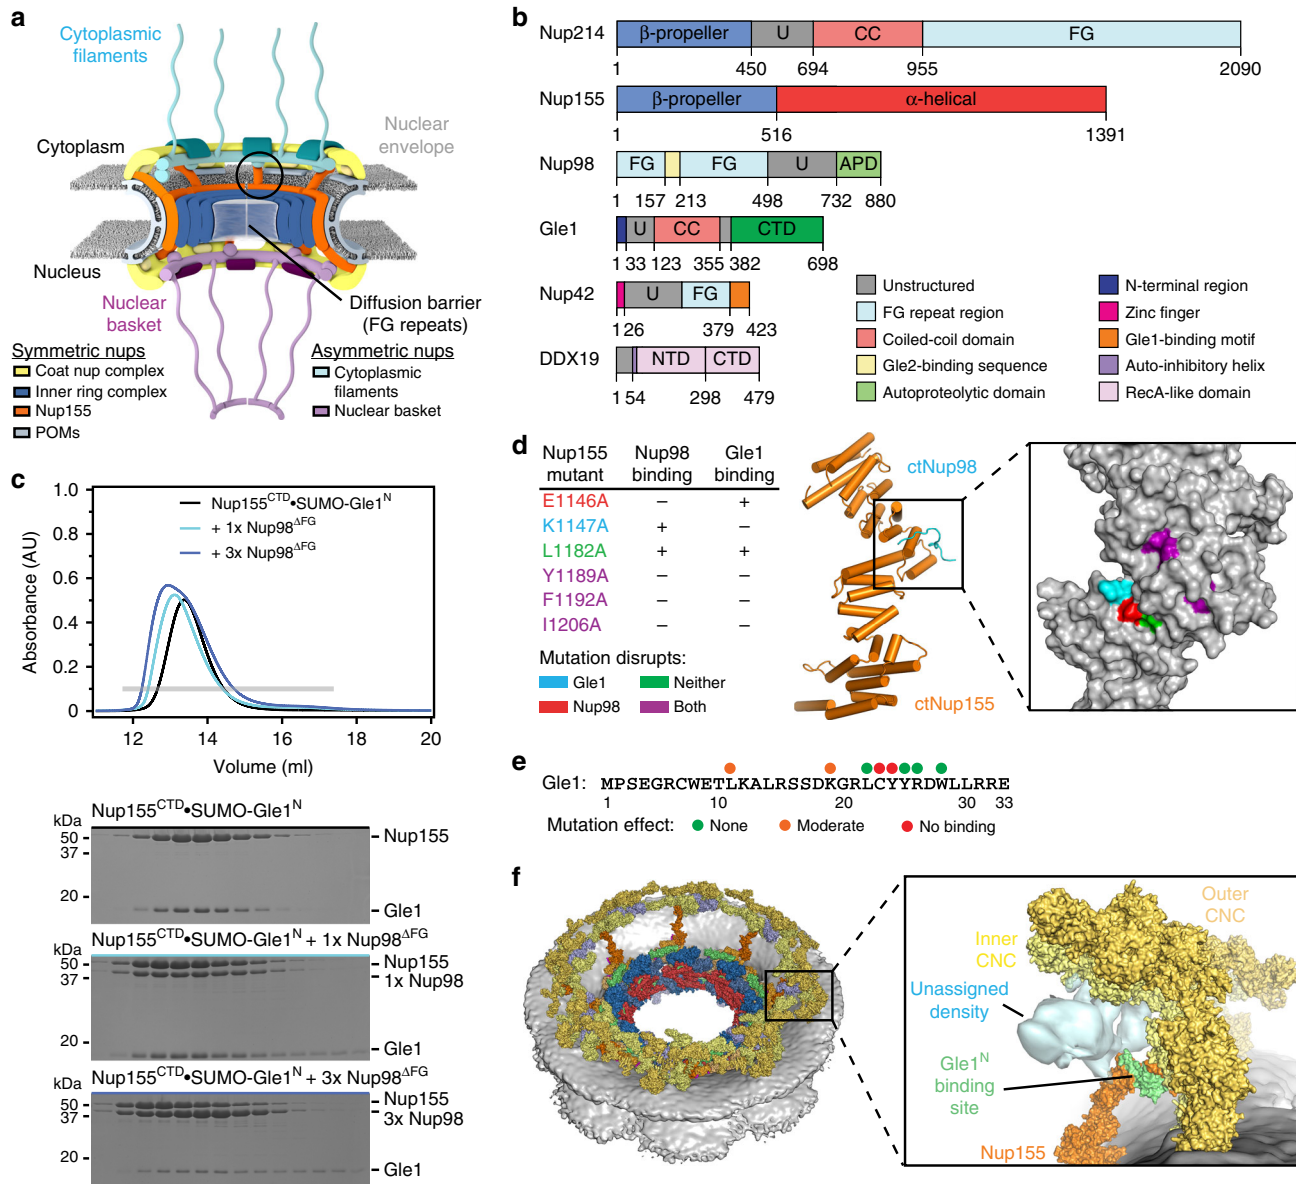 a
Cytoplasmic
filaments
Nuclear
envelope
Cytoplasm
Nucleus
Nuclear
basket
Diffusion barrier
(FG repeats)
Symmetric nups
Coat nup complex
Inner ring complex
Nup155
POMs
Asymmetric nups
Cytoplasmic
filaments
Nuclear basket
b
Nup214
β-propeller U CC FG
1 450 694 955 2090
Nup155
β-propeller α-helical
1 516 1391
Nup98
FG FG U APD
1 157 213 498 732 880
Gle1
U CC CTD
1 33 123 355 382 698
Nup42
U FG
1 26 379 423
DDX19
NTD CTD
1 54 298 479
Unstructured
FG repeat region
Coiled-coil domain
Gle2-binding sequence
Autoproteolytic domain
N-terminal region
Zinc finger
Gle1-binding motif
Auto-inhibitory helix
RecA-like domain
c
Nup155CTD•SUMO-Gle1N
+ 1x Nup98ΔFG
+ 3x Nup98ΔFG
Absorbance (AU)
1.0
0.8
0.6
0.4
0.2
0
12 14 16 18 20
Volume (ml)
Nup155CTD•SUMO-Gle1N
kDa
50
37
20
Nup155
Gle1
Nup155CTD•SUMO-Gle1N + 1x Nup98ΔFG
kDa
50
37
20
Nup155
1x Nup98
Gle1
Nup155CTD•SUMO-Gle1N + 3x Nup98ΔFG
kDa
50
37
20
Nup155
3x Nup98
Gle1
d
Nup155 mutant Nup98 binding Gle1 binding
E1146A – +
K1147A + –
L1182A + +
Y1189A – –
F1192A – –
I1206A – –
Mutation disrupts:
Gle1 Neither
Nup98 Both
ctNup98
ctNup155
e
Gle1: MPSEGRCWETLKALRSSDKGRLCYYRDWLLRRE
1 10 20 30 33
Mutation effect: None Moderate No binding
f
Outer
CNC
Inner
CNC
Unassigned
density
Gle1N
binding
site
Nup155